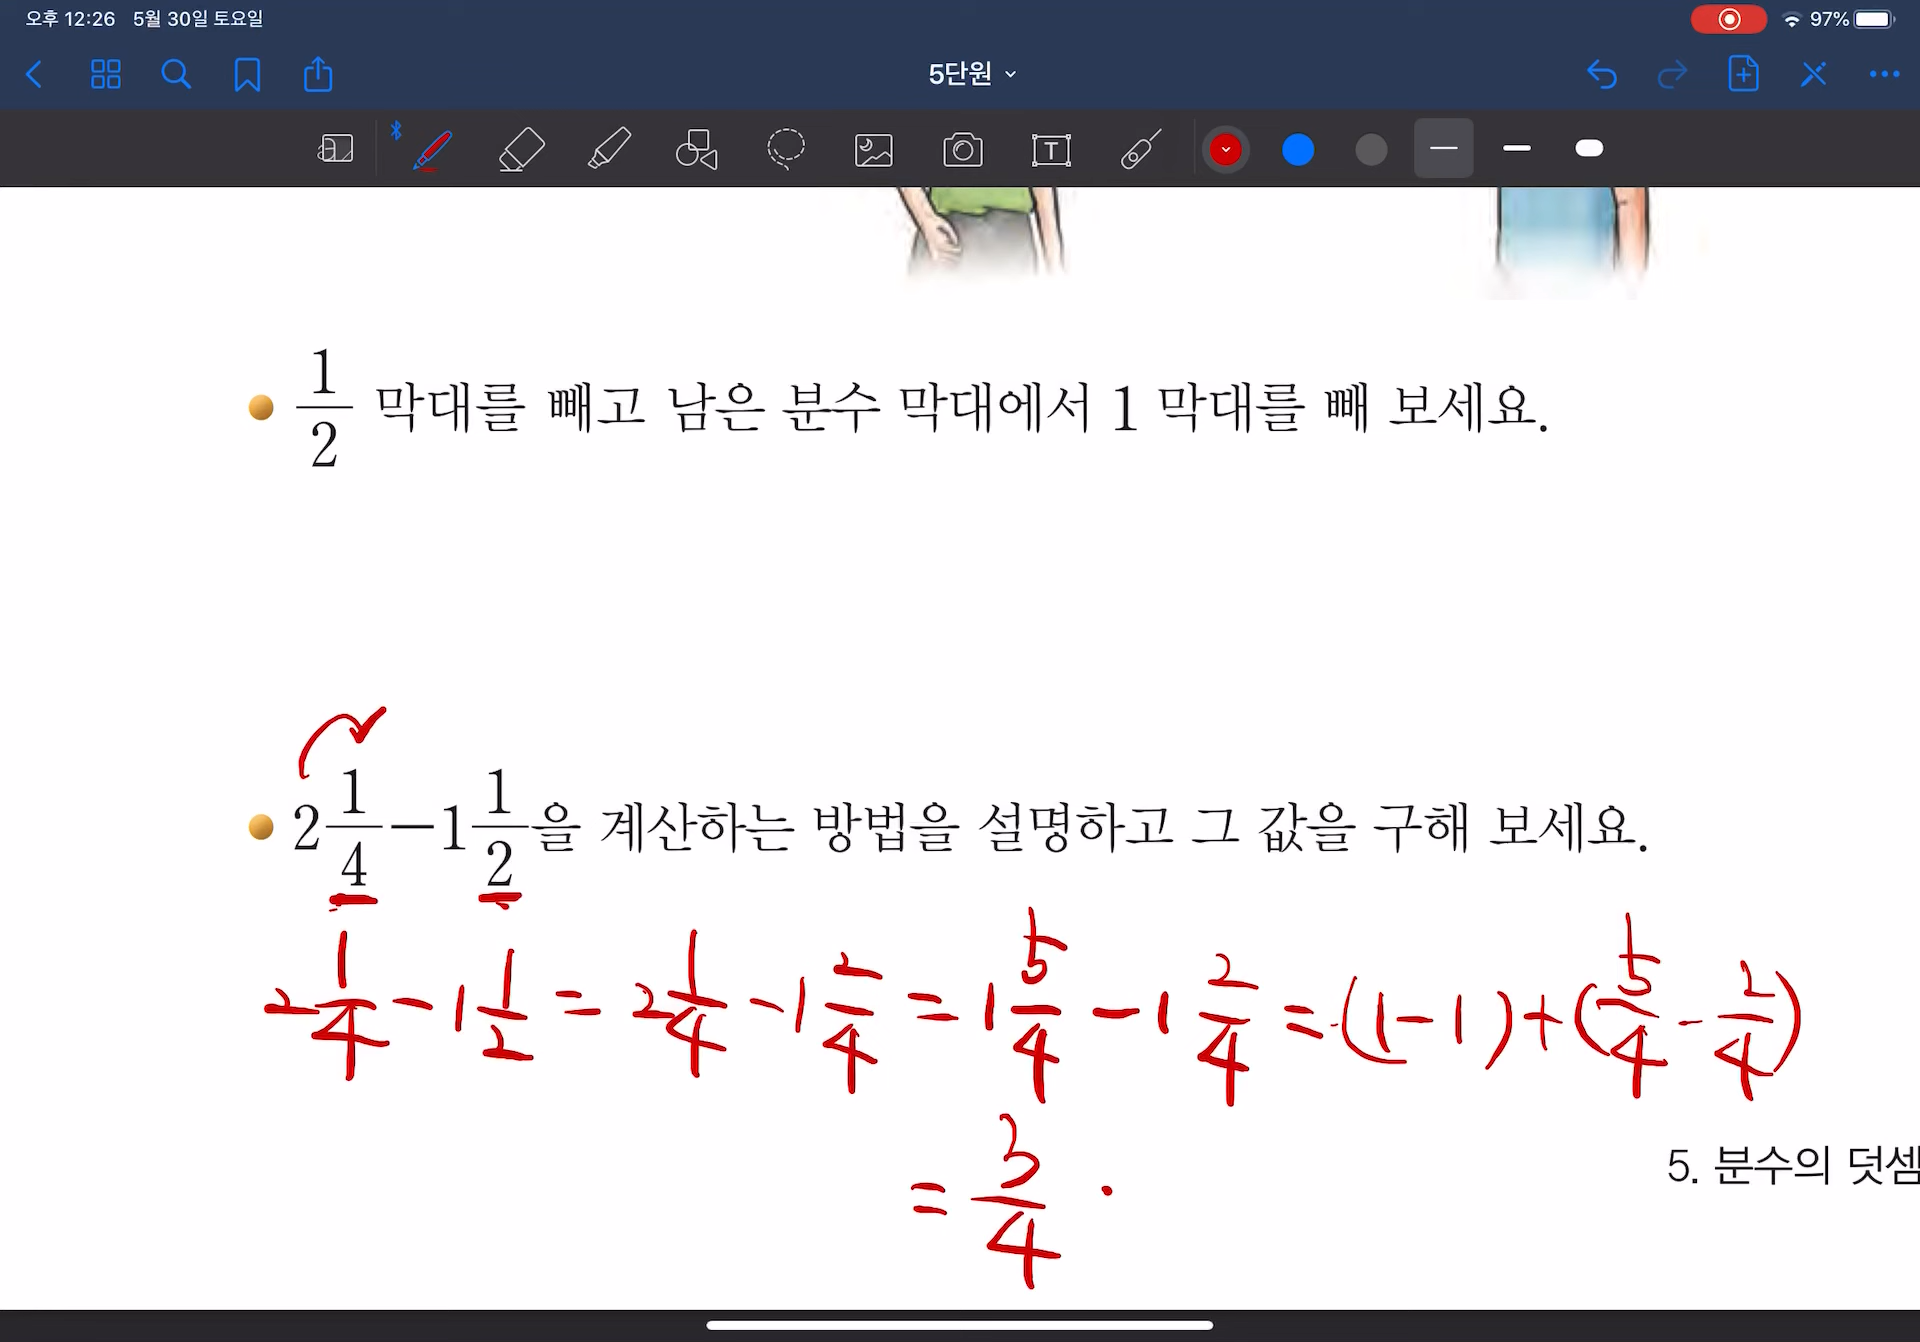 오후 12:26 5월 30일 토요일 97%
5단원
1/2 막대를 빼고 남은 분수 막대에서 1 막대를 빼 보세요.
2 1/4 - 1 1/2 을 계산하는 방법을 설명하고 그 값을 구해 보세요.
2 1/4 - 1 1/2 = 2 1/4 - 1 2/4 = 1 5/4 - 1 2/4 = (1-1) + (5/4 - 2/4)
= 3/4 .
5. 분수의 덧셈